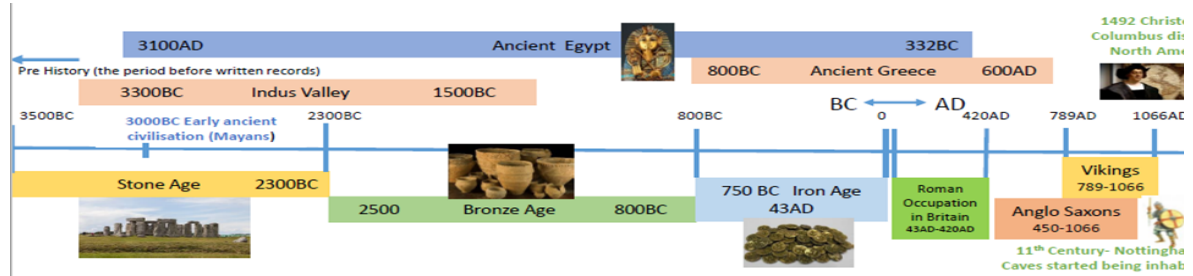 1492 Christo
Columbus dis
North Ame
3100AD Ancient Egypt 332BC
Pre History (the period before written records)
800BC Ancient Greece 600AD
3300BC Indus Valley 1500BC
BC AD
3500BC 2300BC 800BC 0 420AD 789AD 1066AD
3000BC Early ancient
civilisation (Mayans)
Stone Age 2300BC
2500 Bronze Age 800BC
750 BC Iron Age
43AD
Roman
Occupation
in Britain
43AD-420AD
Vikings
789-1066
Anglo Saxons
450-1066
11th Century- Nottingha
Caves started being inhab